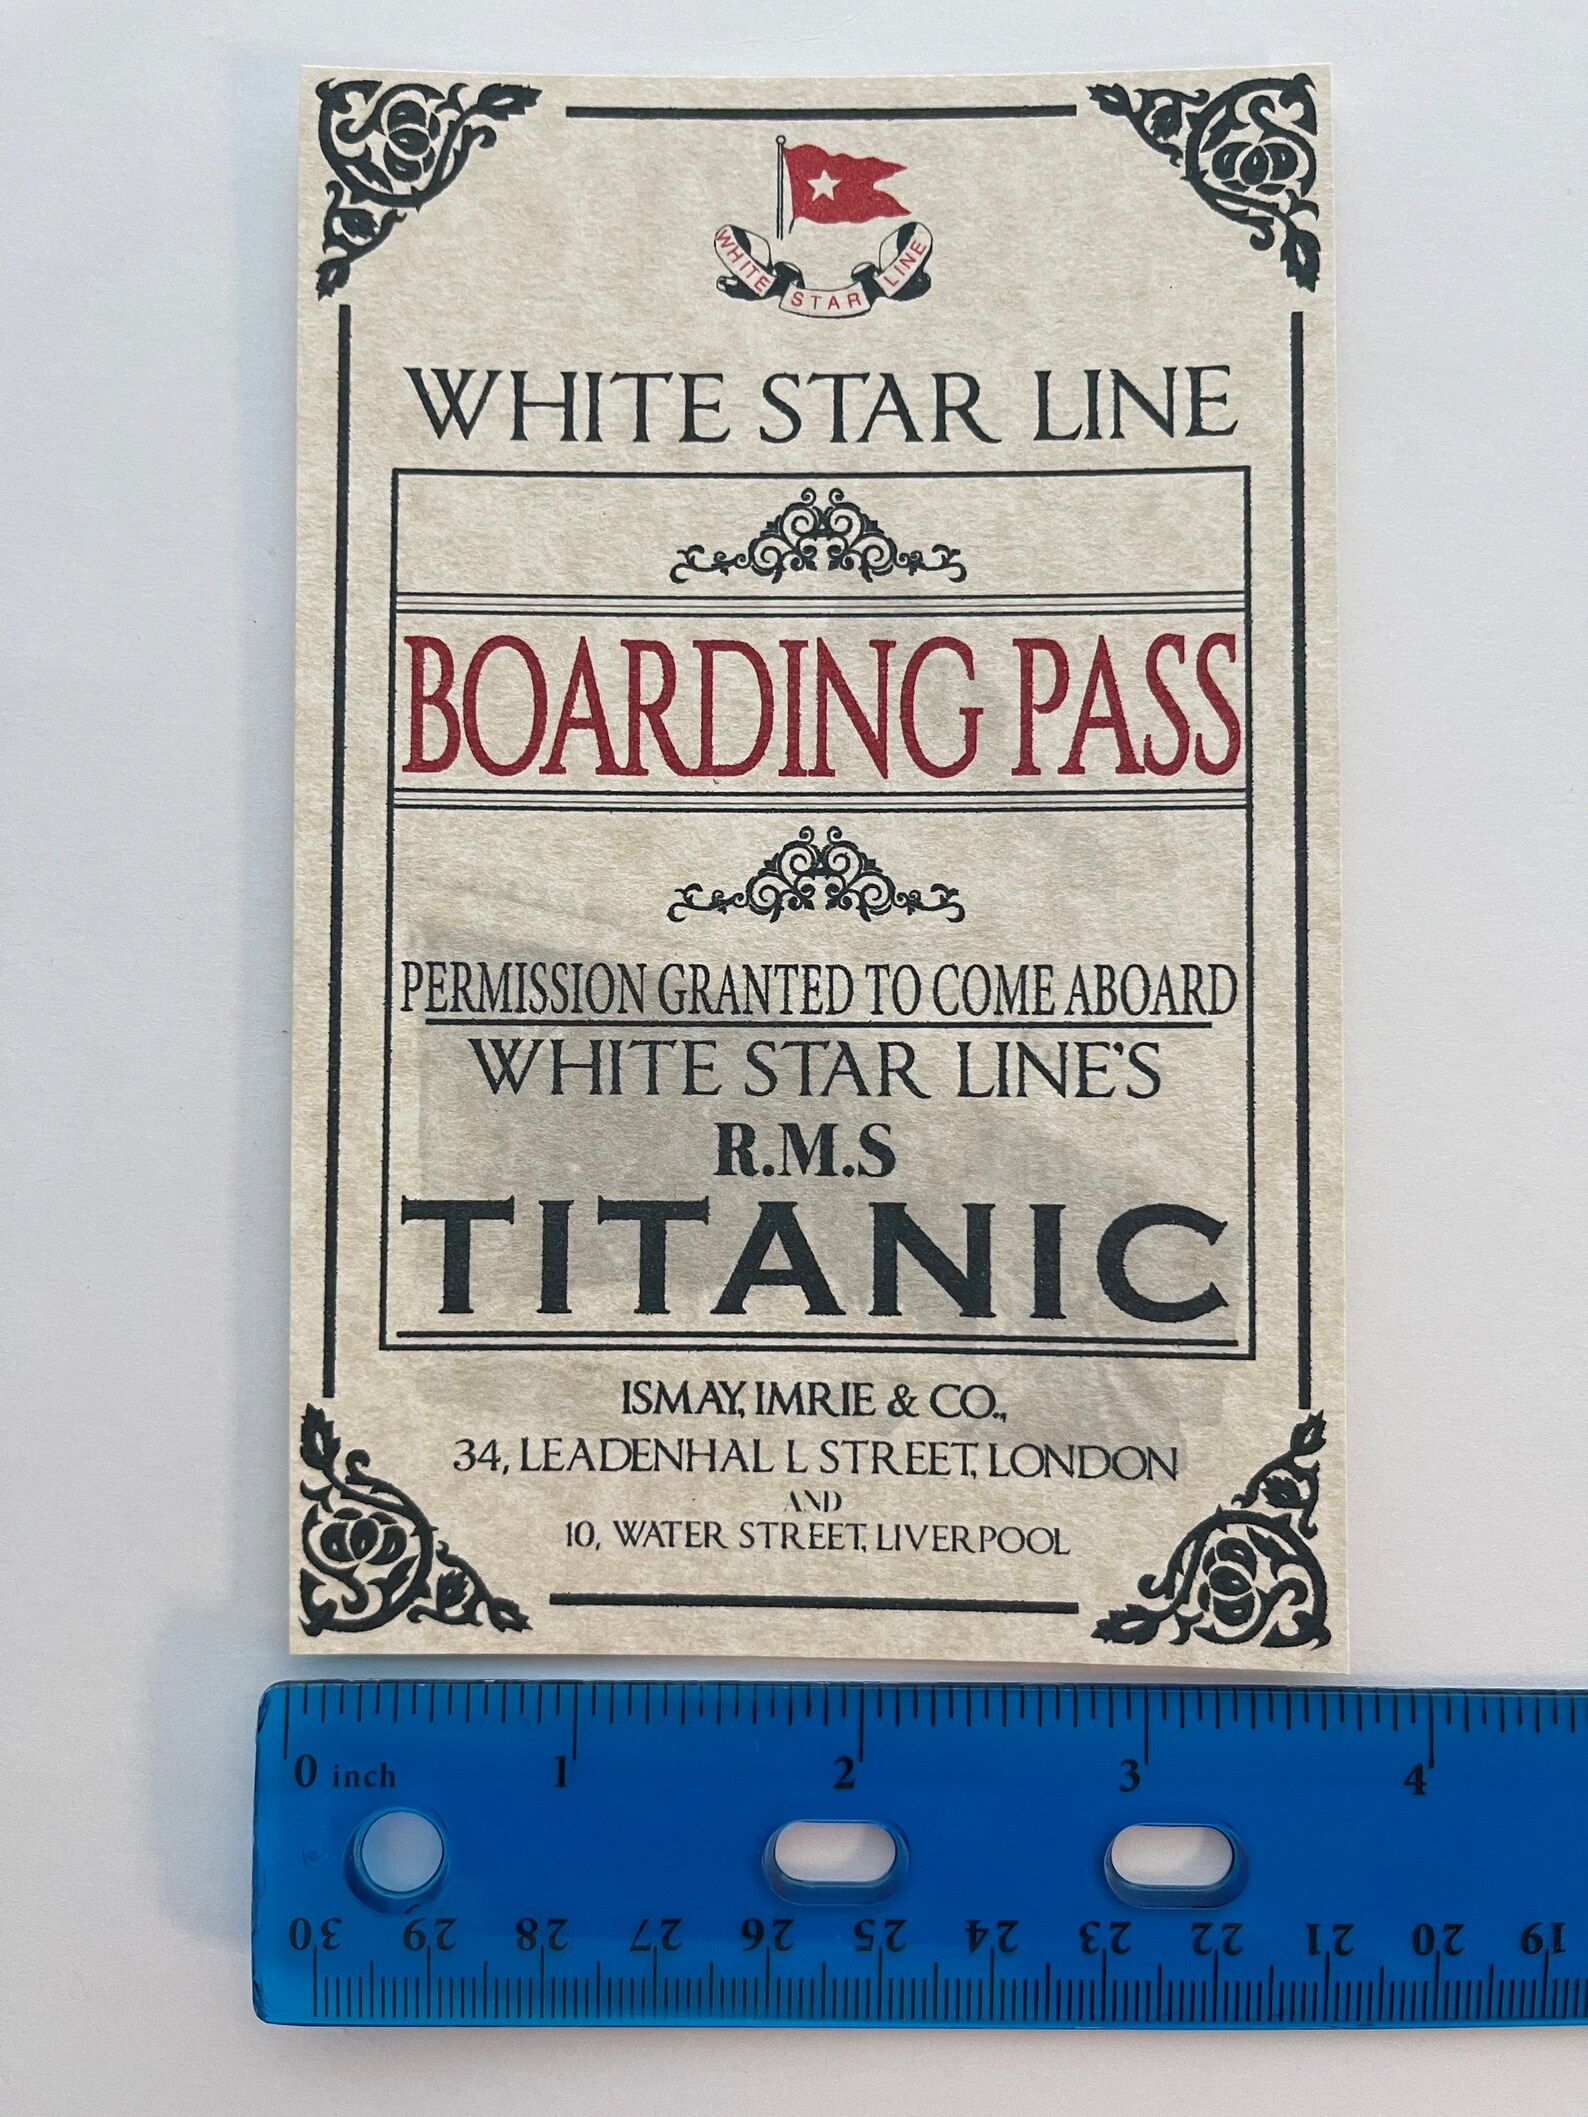 WHITE STAR LINE
WHITE STAR LINE
BOARDING PASS
PERMISSION GRANTED TO COME ABOARD
WHITE STAR LINE'S
R.M.S
TITANIC
ISMAY, IMRIE & CO.,
34, LEADENHAL L STREET, LONDON
AND
10, WATER STREET, LIVERPOOL
0 inch 1 2 3 4
30 29 28 27 26 25 24 23 22 21 20 19